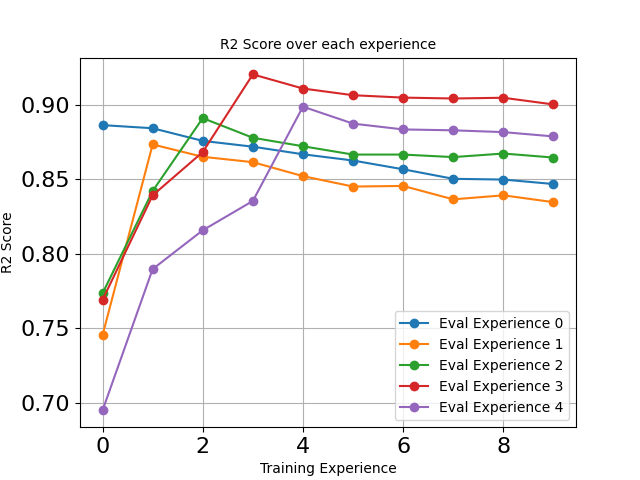 R2 Score over each experience
R2 Score
0.90
0.85
0.80
0.75
0.70
0 2 4 6 8
Training Experience
Eval Experience 0
Eval Experience 1
Eval Experience 2
Eval Experience 3
Eval Experience 4